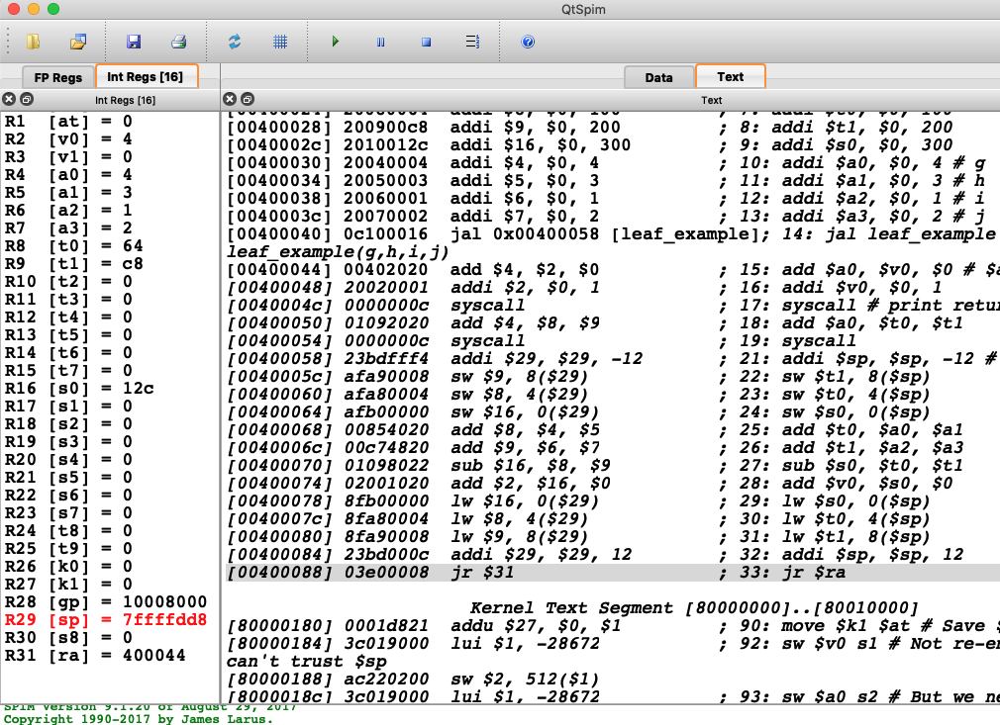 QtSpim
FP Regs
Int Regs [16]
Data
Text
Int Regs [16]
Text
R1 [at] = 0
R2 [v0] = 4
R3 [v1] = 0
R4 [a0] = 4
R5 [a1] = 3
R6 [a2] = 1
R7 [a3] = 2
R8 [t0] = 64
R9 [t1] = c8
R10 [t2] = 0
R11 [t3] = 0
R12 [t4] = 0
R13 [t5] = 0
R14 [t6] = 0
R15 [t7] = 0
R16 [s0] = 12c
R17 [s1] = 0
R18 [s2] = 0
R19 [s3] = 0
R20 [s4] = 0
R21 [s5] = 0
R22 [s6] = 0
R23 [s7] = 0
R24 [t8] = 0
R25 [t9] = 0
R26 [k0] = 0
R27 [k1] = 0
R28 [gp] = 10008000
R29 [sp] = 7ffffdd8
R30 [s8] = 0
R31 [ra] = 400044
[00400028] 200900c8 addi $9, $0, 200 ; 8: addi $t1, $0, 200
[0040002c] 2010012c addi $16, $0, 300 ; 9: addi $s0, $0, 300
[00400030] 20040004 addi $4, $0, 4 ; 10: addi $a0, $0, 4 # g
[00400034] 20050003 addi $5, $0, 3 ; 11: addi $a1, $0, 3 # h
[00400038] 20060001 addi $6, $0, 1 ; 12: addi $a2, $0, 1 # i
[0040003c] 20070002 addi $7, $0, 2 ; 13: addi $a3, $0, 2 # j
[00400040] 0c100016 jal 0x00400058 [leaf_example]; 14: jal leaf_example
leaf_example(g,h,i,j)
[00400044] 00402020 add $4, $2, $0 ; 15: add $a0, $v0, $0 # $a
[00400048] 20020001 addi $2, $0, 1 ; 16: addi $v0, $0, 1
[0040004c] 0000000c syscall ; 17: syscall # print retur
[00400050] 01092020 add $4, $8, $9 ; 18: add $a0, $t0, $t1
[00400054] 0000000c syscall ; 19: syscall
[00400058] 23bdfff4 addi $29, $29, -12 ; 21: addi $sp, $sp, -12 #
[0040005c] afa90008 sw $9, 8($29) ; 22: sw $t1, 8($sp)
[00400060] afa80004 sw $8, 4($29) ; 23: sw $t0, 4($sp)
[00400064] afb00000 sw $16, 0($29) ; 24: sw $s0, 0($sp)
[00400068] 00854020 add $8, $4, $5 ; 25: add $t0, $a0, $a1
[0040006c] 00c74820 add $9, $6, $7 ; 26: add $t1, $a2, $a3
[00400070] 01098022 sub $16, $8, $9 ; 27: sub $s0, $t0, $t1
[00400074] 02001020 add $2, $16, $0 ; 28: add $v0, $s0, $0
[00400078] 8fb00000 lw $16, 0($29) ; 29: lw $s0, 0($sp)
[0040007c] 8fa80004 lw $8, 4($29) ; 30: lw $t0, 4($sp)
[00400080] 8fa90008 lw $9, 8($29) ; 31: lw $t1, 8($sp)
[00400084] 23bd000c addi $29, $29, 12 ; 32: addi $sp, $sp, 12
[00400088] 03e00008 jr $31 ; 33: jr $ra
Kernel Text Segment [80000000]..[80010000]
[80000180] 0001d821 addu $27, $0, $1 ; 90: move $k1 $at # Save $
[80000184] 3c019000 lui $1, -28672 ; 92: sw $v0 s1 # Not re-en
can't trust $sp
[80000188] ac220200 sw $2, 512($1)
[8000018c] 3c019000 lui $1, -28672 ; 93: sw $a0 s2 # But we ne
SPIM Version 9.1.20 of August 29, 2017
Copyright 1990-2017 by James Larus.